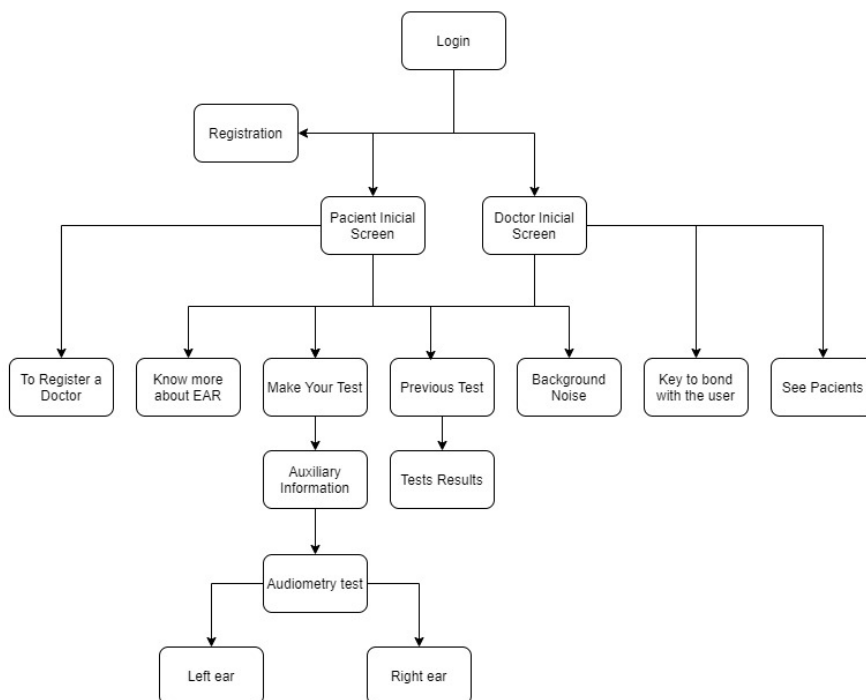 Login
Registration
Pacient Inicial
Screen
Doctor Inicial
Screen
To Register a
Doctor
Know more
about EAR
Make Your Test
Previous Test
Background
Noise
Key to bond
with the user
See Pacients
Auxiliary
Information
Tests Results
Audiometry test
Left ear
Right ear